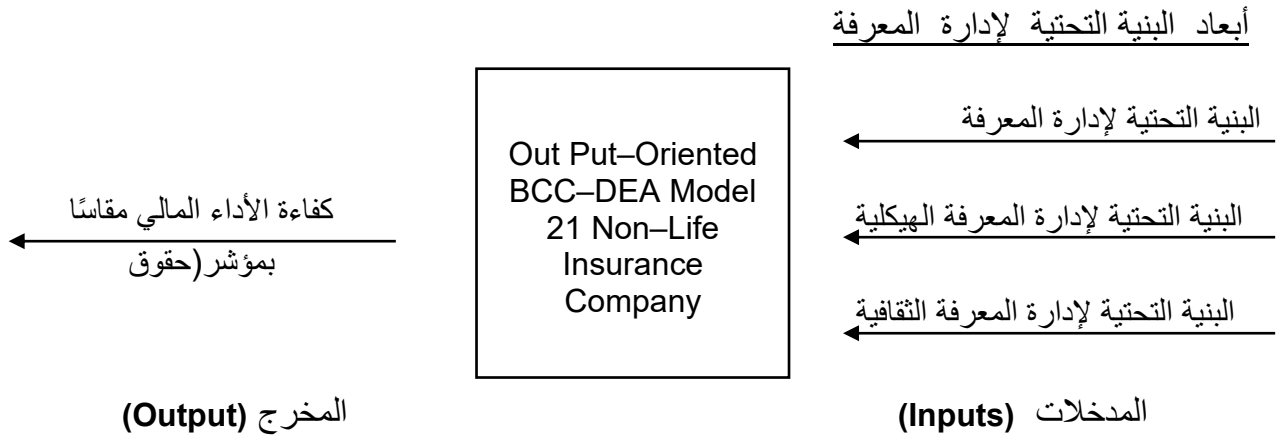 أبعاد البنية التحتية لإدارة المعرفة
البنية التحتية لإدارة المعرفة
البنية التحتية لإدارة المعرفة الهيكلية
البنية التحتية لإدارة المعرفة الثقافية
المدخلات (Inputs)
Out Put–Oriented
BCC–DEA Model
21 Non–Life
Insurance
Company
كفاءة الأداء المالي مقاسًا
بمؤشر(حقوق
المخرج (Output)